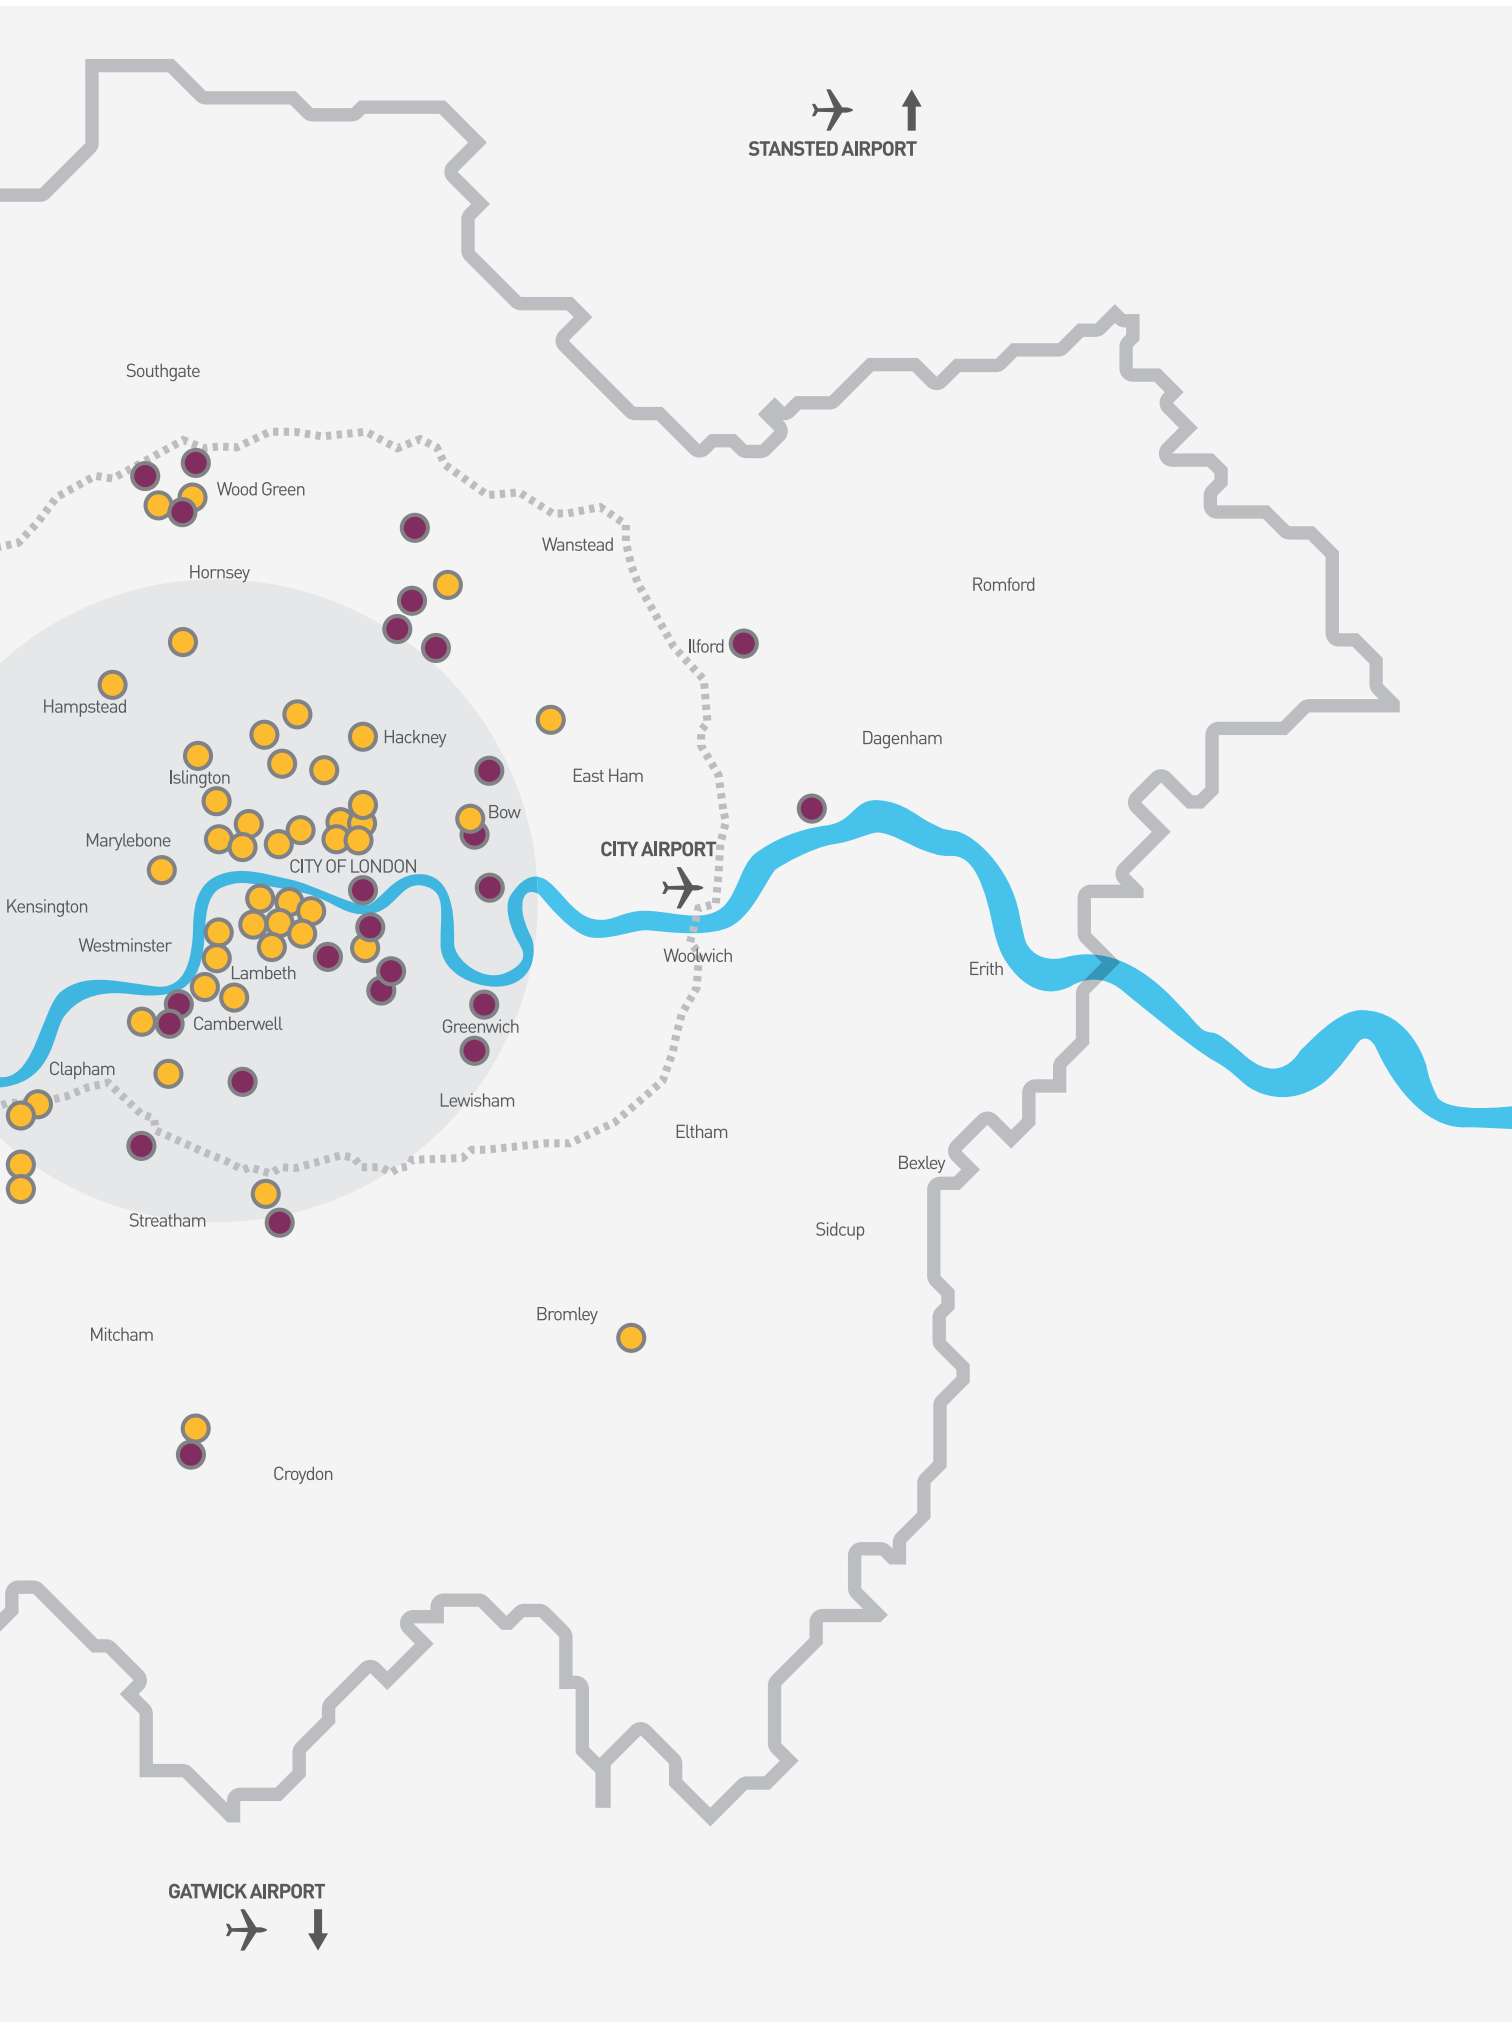 STANSTED AIRPORT
Southgate
Wood Green
Wanstead
Hornsey
Romford
Ilford
Hampstead
Hackney
Dagenham
East Ham
Islington
Bow
Marylebone
CITY AIRPORT
CITY OF LONDON
Kensington
Westminster
Woolwich
Lambeth
Erith
Camberwell
Greenwich
Clapham
Lewisham
Eltham
Bexley
Streatham
Sidcup
Bromley
Mitcham
Croydon
GATWICK AIRPORT